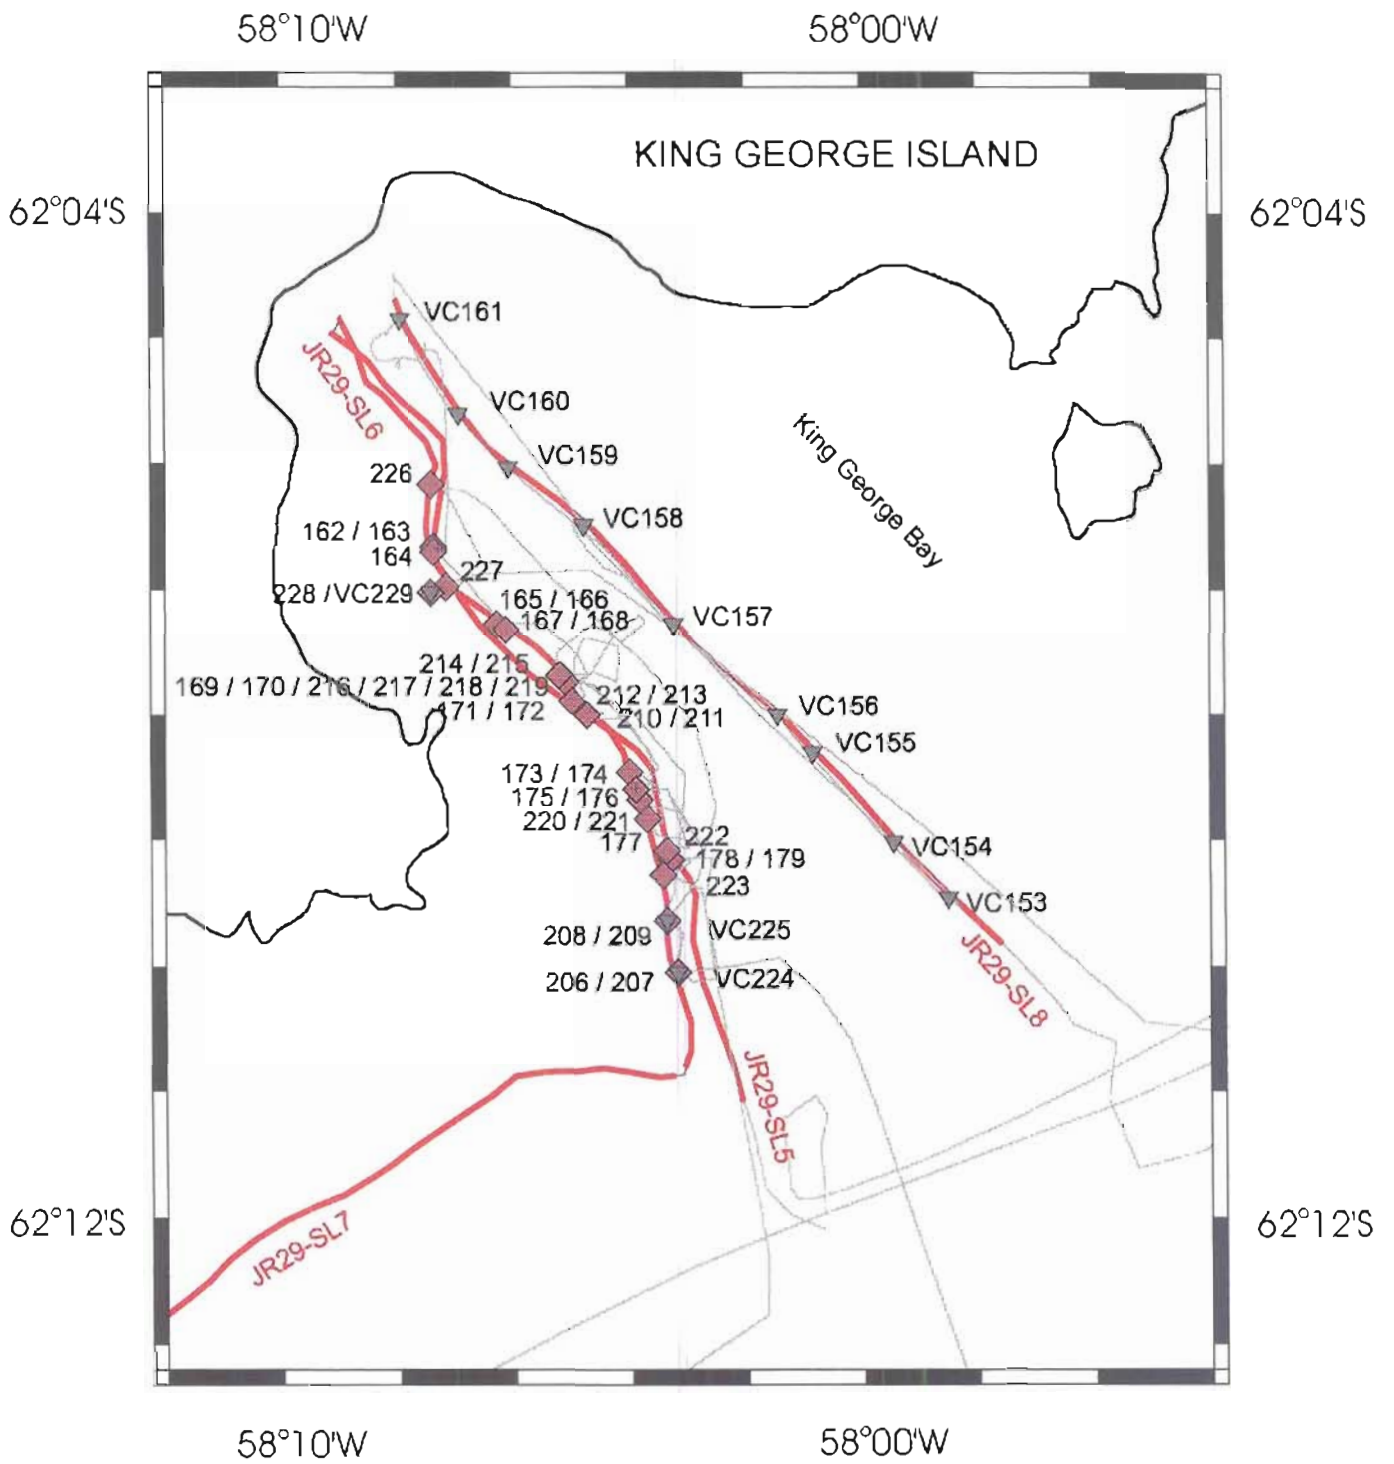 58°10'W
58°00'W
KING GEORGE ISLAND
62°04'S
62°04'S
VC161
JR29-SL6
VC160
King George Bay
VC159
226
VC158
162 / 163
164
227
228 / VC229
165 / 166
167 / 168
VC157
214 / 215
169 / 170 / 216 / 217 / 218 / 219
212 / 213
171 / 172
210 / 211
VC156
VC155
173 / 174
175 / 176
220 / 221
177
222
178 / 179
VC154
223
VC153
208 / 209
VC225
JR29-SL8
206 / 207
VC224
JR29-SL5
62°12'S
62°12'S
JR29-SL7
58°10'W
58°00'W